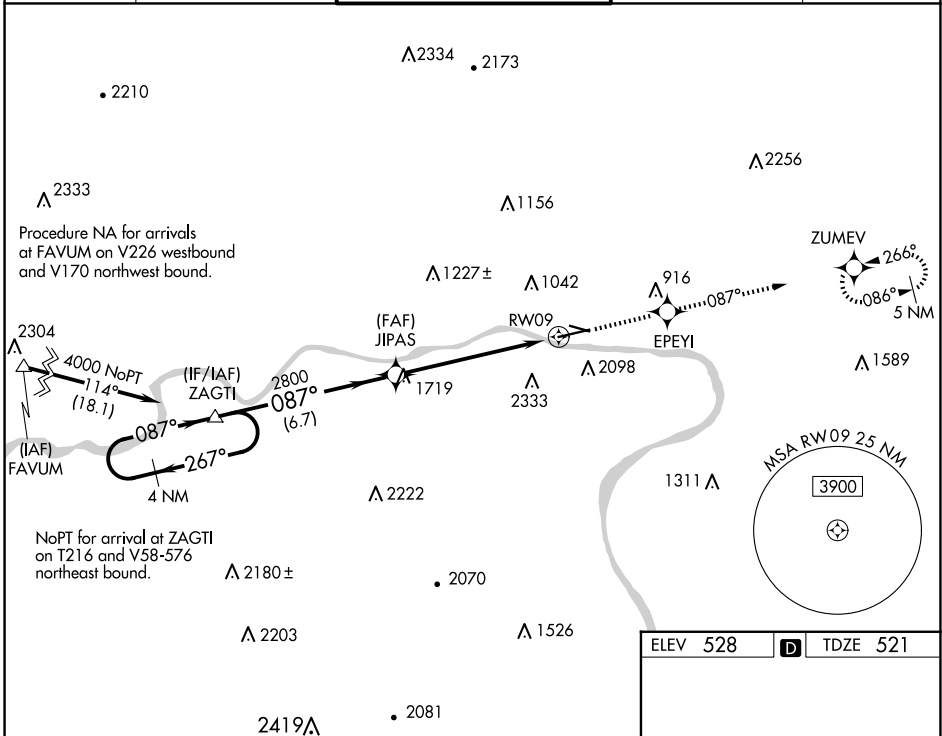 2334
2173
2210
2256
2333
1156
Procedure NA for arrivals
at FAVUM on V226 westbound
and V170 northwest bound.
ZUMEV
266°
086°
5 NM
1227±
1042
916
087°
EPEYI
RW09
(FAF)
JIPAS
1719
2304
4000 NoPT
114°
(18.1)
(IF/IAF)
ZAGTI
2800
087°
(6.7)
2098
2333
1589
(IAF)
FAVUM
087°
267°
4 NM
2222
1311
MSA RW09 25 NM
3900
NoPT for arrival at ZAGTI
on T216 and V58-576
northeast bound.
2180±
2070
2203
1526
2419
2081
ELEV 528 D TDZE 521